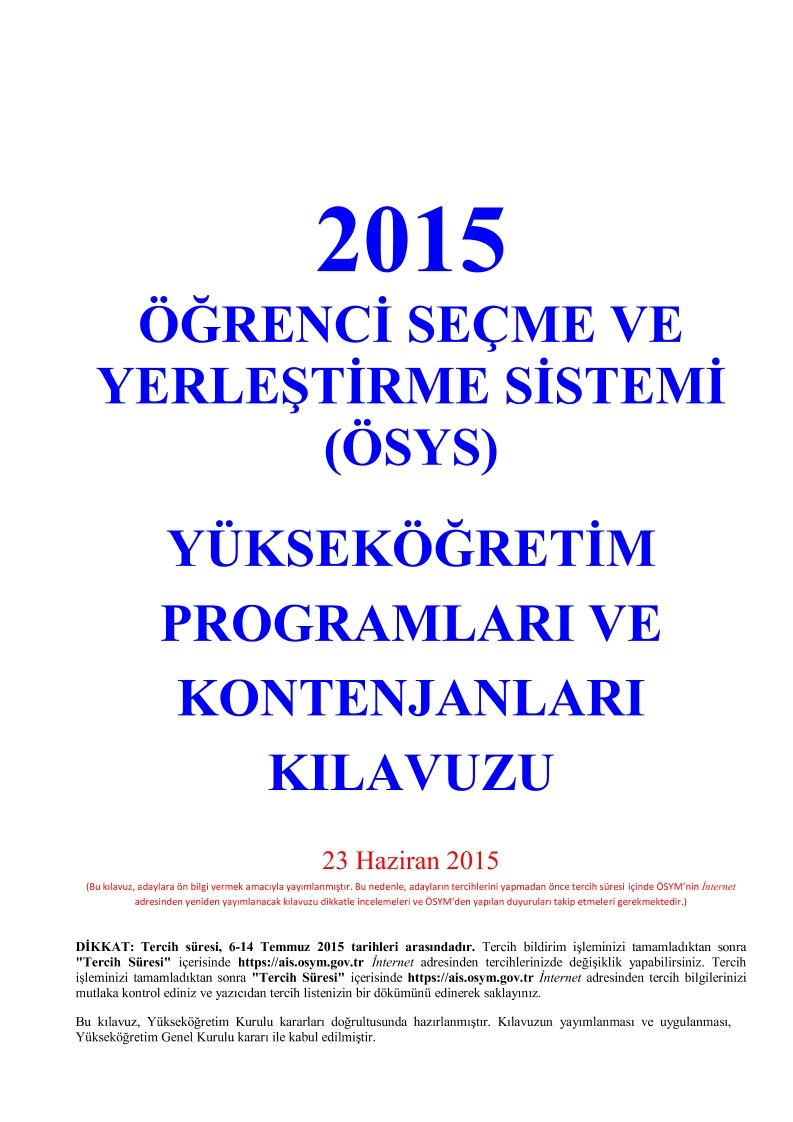 2015
ÖĞRENCİ SEÇME VE
YERLEŞTİRME SİSTEMİ
(ÖSYS)
YÜKSEKÖĞRETİM
PROGRAMLARI VE
KONTENJANLARI
KILAVUZU
23 Haziran 2015
(Bu kılavuz, adaylara ön bilgi vermek amacıyla yayımlanmıştır. Bu nedenle, adayların tercihlerini yapmadan önce tercih süresi içinde ÖSYM’nin İnternet
adresinden yeniden yayımlanacak kılavuzu dikkatle incelemeleri ve ÖSYM’den yapılan duyuruları takip etmeleri gerekmektedir.)
DİKKAT: Tercih süresi, 6-14 Temmuz 2015 tarihleri arasındadır. Tercih bildirim işleminizi tamamladıktan sonra
"Tercih Süresi" içerisinde https://ais.osym.gov.tr İnternet adresinden tercihlerinizde değişiklik yapabilirsiniz. Tercih
işleminizi tamamladıktan sonra "Tercih Süresi" içerisinde https://ais.osym.gov.tr İnternet adresinden tercih bilgilerinizi
mutlaka kontrol ediniz ve yazıcıdan tercih listenizin bir dökümünü edinerek saklayınız.
Bu kılavuz, Yükseköğretim Kurulu kararları doğrultusunda hazırlanmıştır. Kılavuzun yayımlanması ve uygulanması,
Yükseköğretim Genel Kurulu kararı ile kabul edilmiştir.